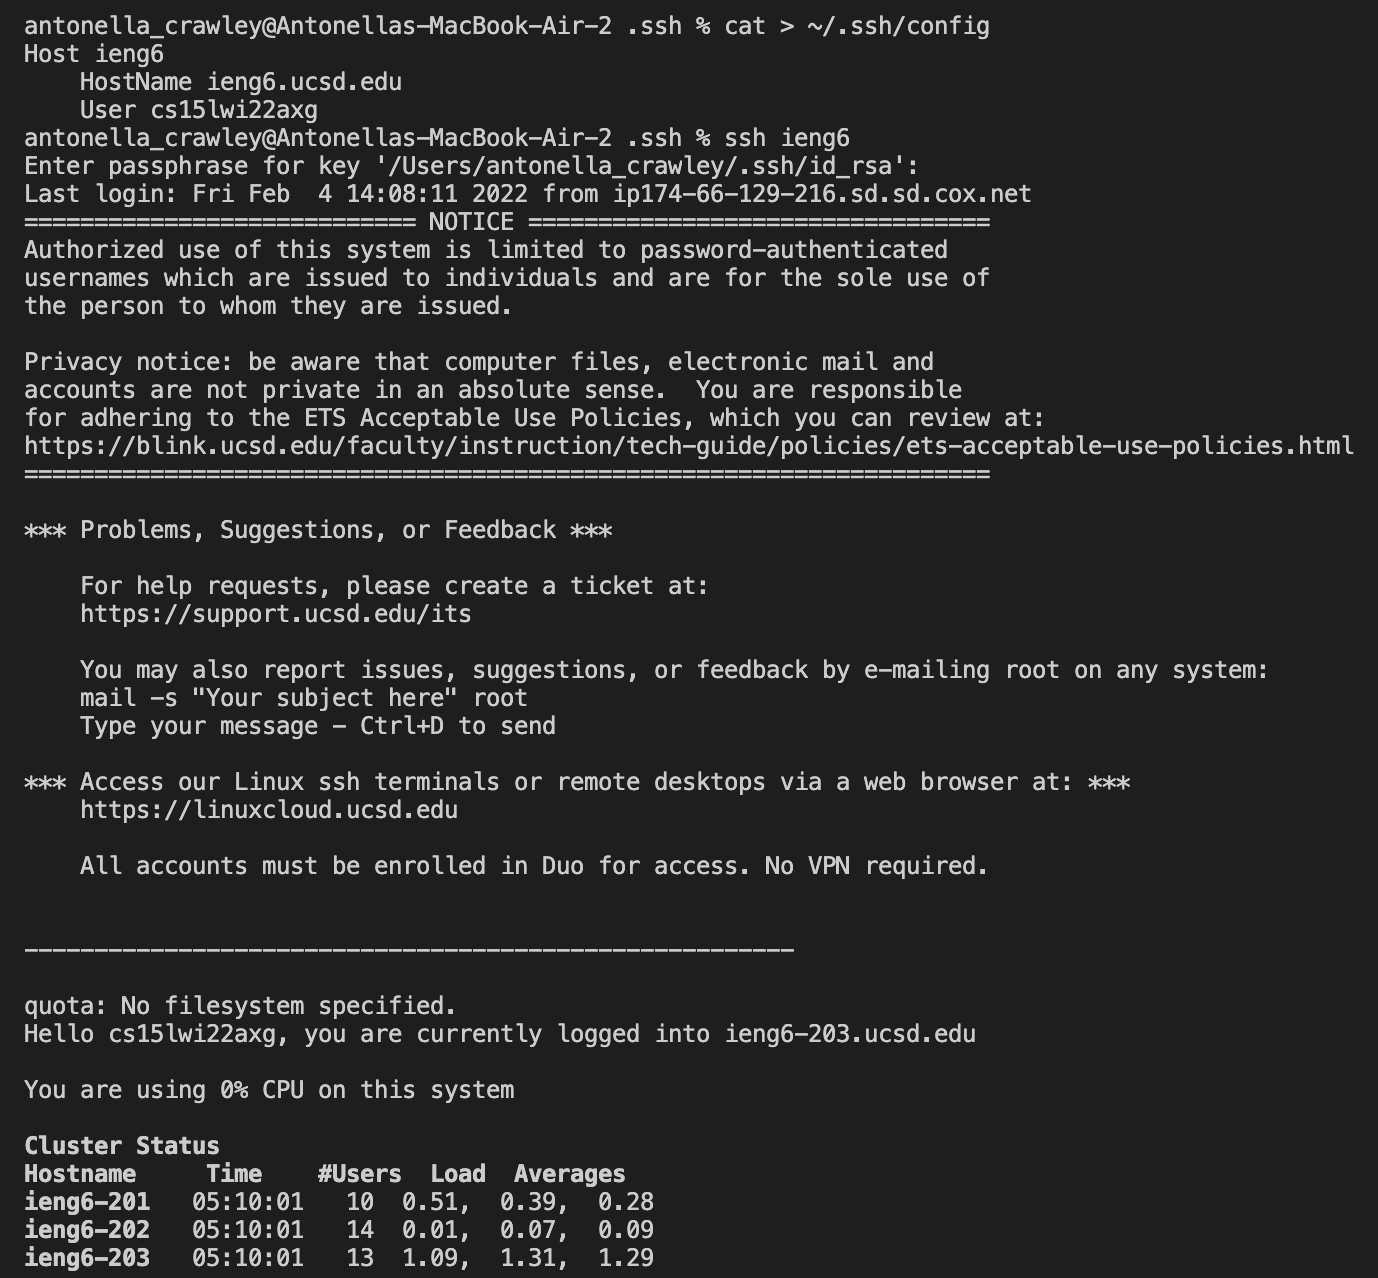 antonella_crawley@Antonellas-MacBook-Air-2 .ssh % cat > ~/.ssh/config
Host ieng6
    HostName ieng6.ucsd.edu
    User cs15lwi22axg
antonella_crawley@Antonellas-MacBook-Air-2 .ssh % ssh ieng6
Enter passphrase for key '/Users/antonella_crawley/.ssh/id_rsa':
Last login: Fri Feb  4 14:08:11 2022 from ip174-66-129-216.sd.sd.cox.net
============================ NOTICE =================================
Authorized use of this system is limited to password-authenticated
usernames which are issued to individuals and are for the sole use of
the person to whom they are issued.

Privacy notice: be aware that computer files, electronic mail and
accounts are not private in an absolute sense.  You are responsible
for adhering to the ETS Acceptable Use Policies, which you can review at:
https://blink.ucsd.edu/faculty/instruction/tech-guide/policies/ets-acceptable-use-policies.html
=====================================================================

*** Problems, Suggestions, or Feedback ***

    For help requests, please create a ticket at:
    https://support.ucsd.edu/its

    You may also report issues, suggestions, or feedback by e-mailing root on any system:
    mail -s "Your subject here" root
    Type your message - Ctrl+D to send

*** Access our Linux ssh terminals or remote desktops via a web browser at: ***
    https://linuxcloud.ucsd.edu

    All accounts must be enrolled in Duo for access. No VPN required.


-------------------------------------------------------

quota: No filesystem specified.
Hello cs15lwi22axg, you are currently logged into ieng6-203.ucsd.edu

You are using 0% CPU on this system

Cluster Status
Hostname     Time    #Users  Load  Averages
ieng6-201   05:10:01   10  0.51,  0.39,  0.28
ieng6-202   05:10:01   14  0.01,  0.07,  0.09
ieng6-203   05:10:01   13  1.09,  1.31,  1.29